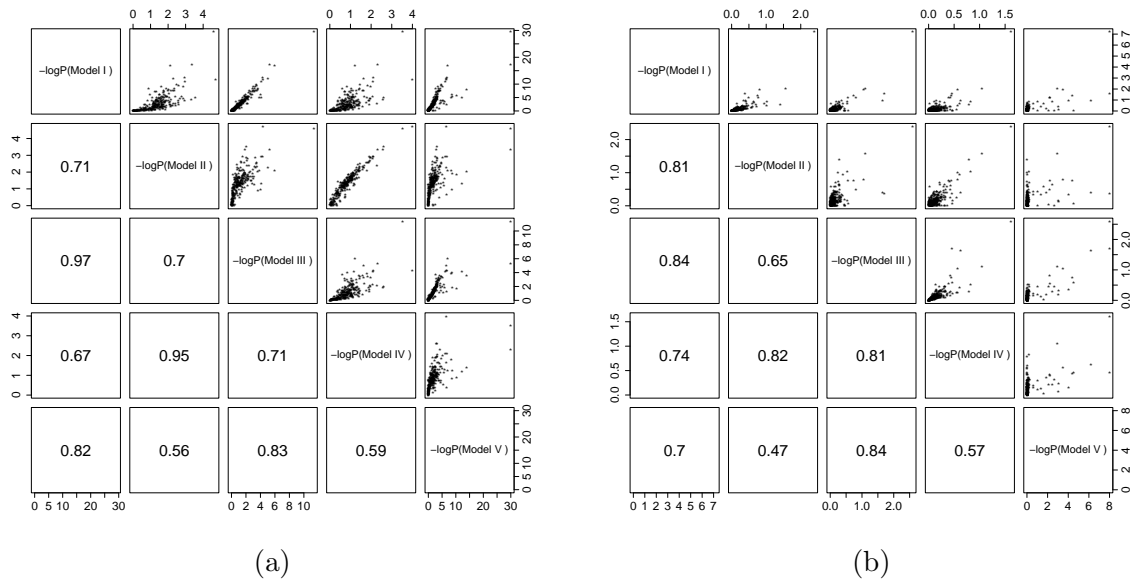 0 1 2 3 4
0 1 2 3 4
−logP(Model I )
0 5 10 20 30
0 1 2 3 4
0.71
−logP(Model II )
0.97
0.7
−logP(Model III )
0 2 4 6 8 10
0 1 2 3 4
0.67
0.95
0.71
−logP(Model IV )
0.82
0.56
0.83
0.59
−logP(Model V )
0 5 10 15 20 25 30
0 5 10 20 30
0 2 4 6 8 10
0 5 10 20 30
(a)
0.0 1.0 2.0
0.0 0.5 1.0 1.5
−logP(Model I )
0 1 2 3 4 5 6 7
0.0 1.0 2.0
0.81
−logP(Model II )
0.84
0.65
−logP(Model III )
0.0 1.0 2.0
0.0 0.5 1.0 1.5
0.74
0.82
0.81
−logP(Model IV )
0.7
0.47
0.84
0.57
−logP(Model V )
0 2 4 6 8
0 1 2 3 4 5 6 7
0.0 1.0 2.0
0 2 4 6 8
(b)